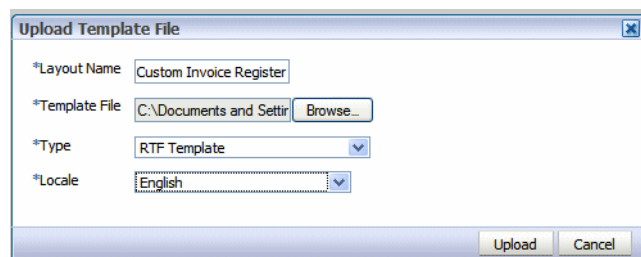 Upload Template File
*Layout Name Custom Invoice Register
*Template File C:\Documents and Settir Browse...
*Type RTF Template
*Locale English
Upload Cancel